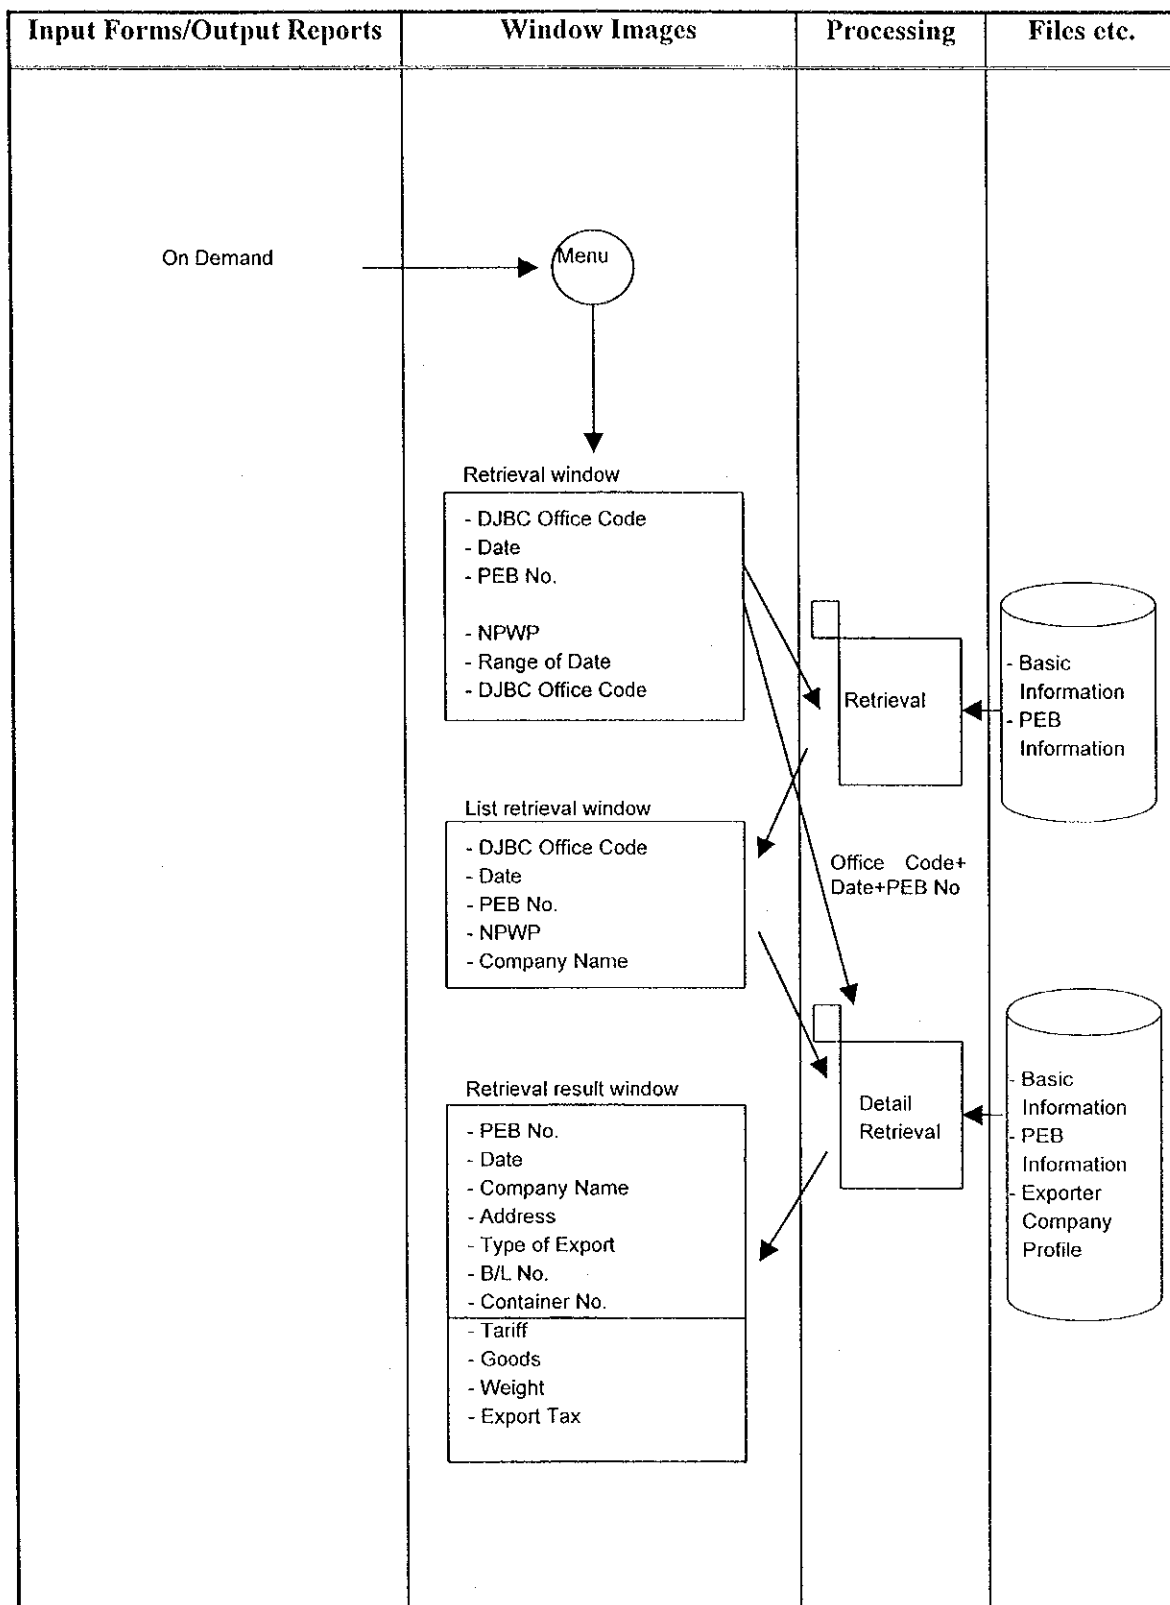 Input Forms/Output Reports
Window Images
Processing
Files etc.
On Demand
Menu
Retrieval window
- DJBC Office Code
- Date
- PEB No.
- NPWP
- Range of Date
- DJBC Office Code
Retrieval
- Basic
Information
- PEB
Information
List retrieval window
- DJBC Office Code
- Date
- PEB No.
- NPWP
- Company Name
Office Code+
Date+PEB No
Retrieval result window
- PEB No.
- Date
- Company Name
- Address
- Type of Export
- B/L No.
- Container No.
- Tariff
- Goods
- Weight
- Export Tax
Detail
Retrieval
- Basic
Information
- PEB
Information
- Exporter
Company
Profile